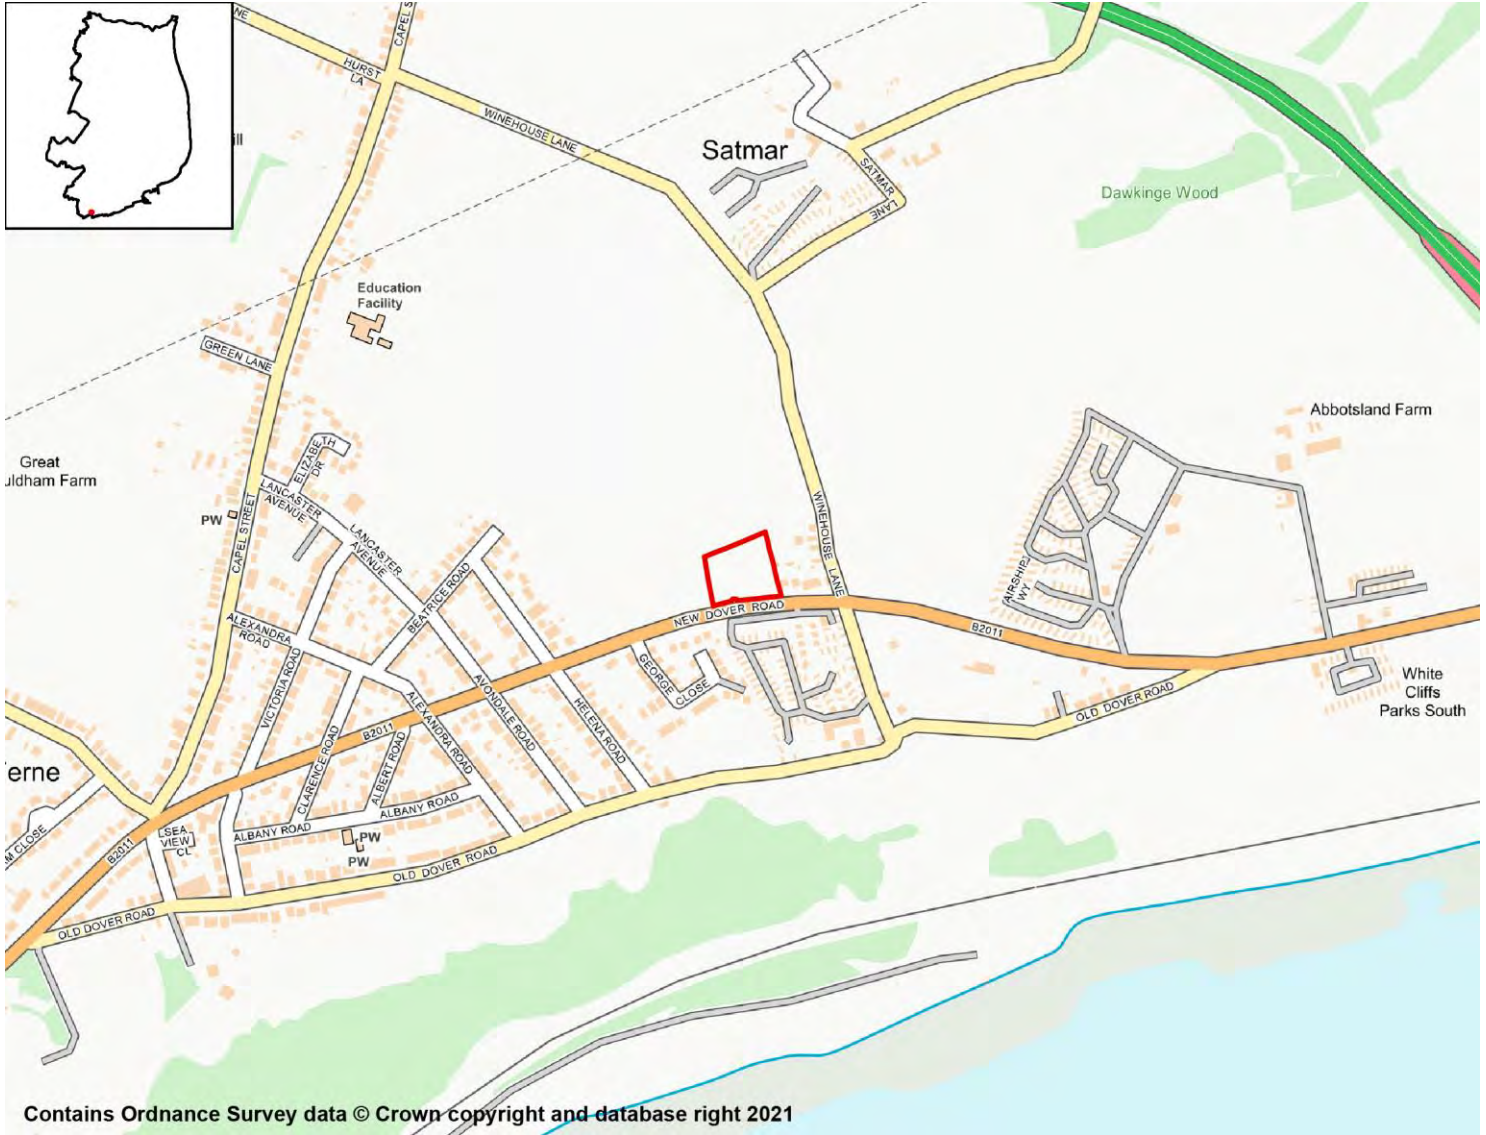 NE
CAPEL S
HURST
LA
WINEHOUSE LANE
ill
Satmar
SATMAR
LANE
Dawkinge Wood
Education
Facility
GREEN LANE
Abbotsland Farm
Great
uldham Farm
ELIZABETH
DR
LANCASTER
AVENUE
PW
CAPEL STREET
LANCASTER
AVENUE
WINEHOUSE LANE
BEATRICE ROAD
AIRSHIP
WY
NEW DOVER ROAD
ALEXANDRA
ROAD
B2011
VICTORIA ROAD
GEORGE
CLOSE
White
Cliffs
Parks South
AVONDALE ROAD
HELENA ROAD
OLD DOVER ROAD
ALEXANDRA ROAD
B2011
CLARENCE ROAD
ALBERT ROAD
erne
ALBANY ROAD
ALBANY ROAD
SEA
VIEW
CL
PW
PW
M CLOSE
B2011
OLD DOVER ROAD
OLD DOVER ROAD
Contains Ordnance Survey data © Crown copyright and database right 2021